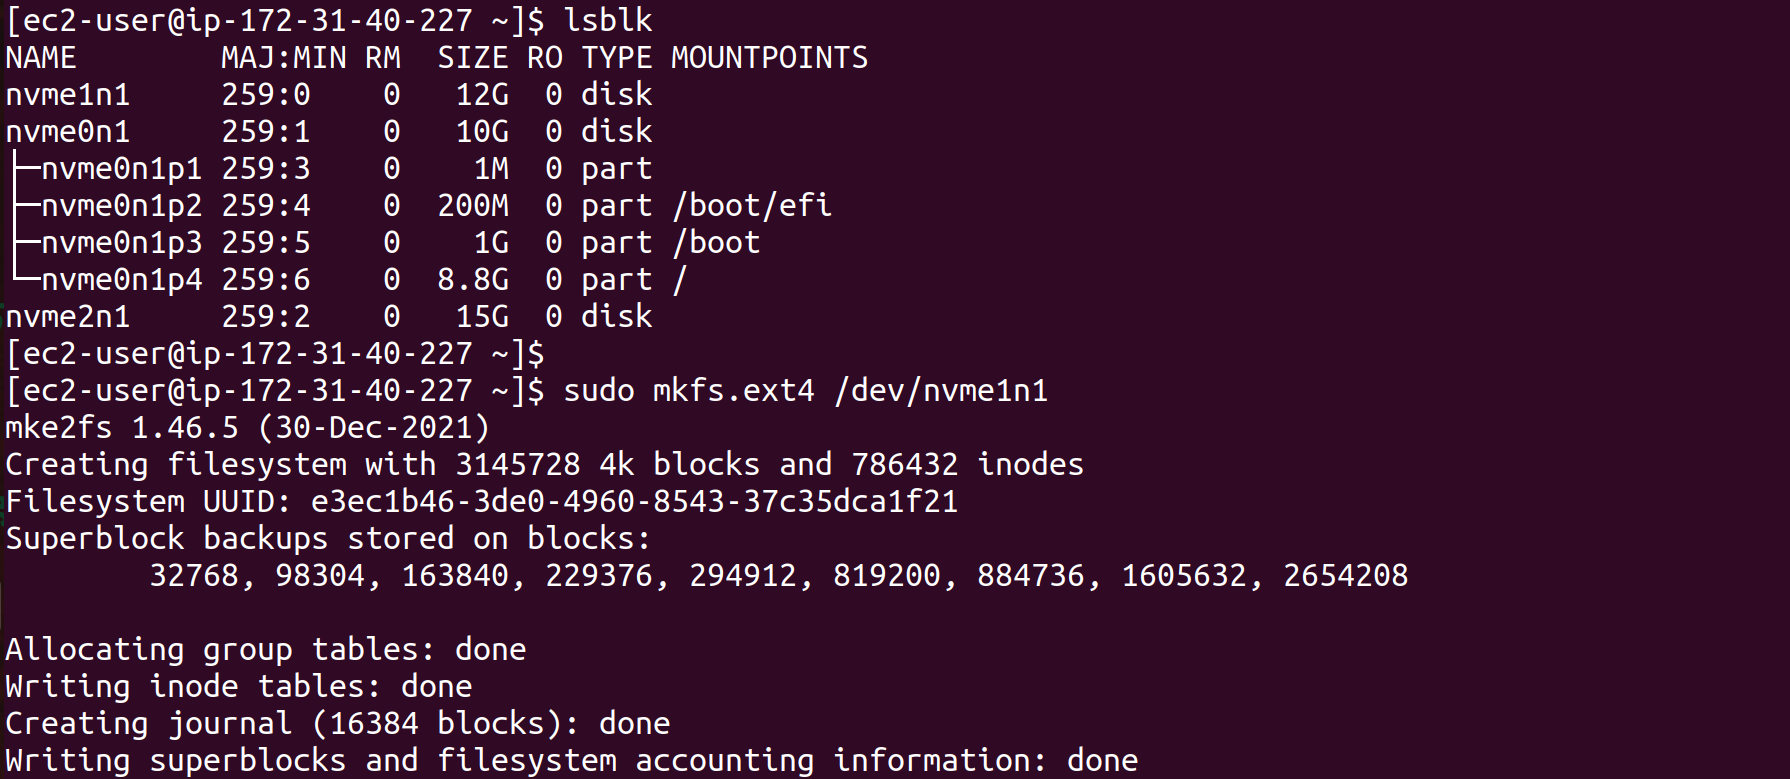 [ec2-user@ip-172-31-40-227 ~]$ lsblk
NAME        MAJ:MIN RM  SIZE RO TYPE MOUNTPOINTS
nvme1n1     259:0    0   12G  0 disk
nvme0n1     259:1    0   10G  0 disk
├─nvme0n1p1 259:3    0    1M  0 part
├─nvme0n1p2 259:4    0  200M  0 part /boot/efi
├─nvme0n1p3 259:5    0    1G  0 part /boot
└─nvme0n1p4 259:6    0  8.8G  0 part /
nvme2n1     259:2    0   15G  0 disk
[ec2-user@ip-172-31-40-227 ~]$
[ec2-user@ip-172-31-40-227 ~]$ sudo mkfs.ext4 /dev/nvme1n1
mke2fs 1.46.5 (30-Dec-2021)
Creating filesystem with 3145728 4k blocks and 786432 inodes
Filesystem UUID: e3ec1b46-3de0-4960-8543-37c35dca1f21
Superblock backups stored on blocks:
        32768, 98304, 163840, 229376, 294912, 819200, 884736, 1605632, 2654208
Allocating group tables: done
Writing inode tables: done
Creating journal (16384 blocks): done
Writing superblocks and filesystem accounting information: done